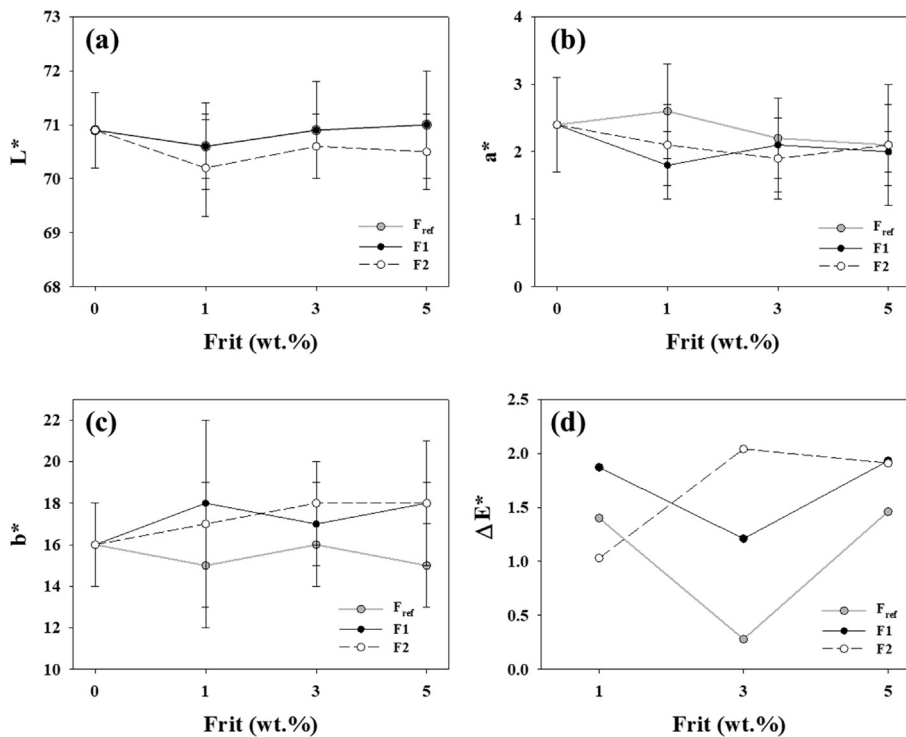 (a)
73
72
71
70
69
68
L*
0 1 3 5
Frit (wt.%)
Fref
F1
F2
(b)
4
3
2
1
0
a*
0 1 3 5
Frit (wt.%)
Fref
F1
F2
(c)
22
20
18
16
14
12
10
b*
0 1 3 5
Frit (wt.%)
Fref
F1
F2
(d)
2.5
2.0
1.5
1.0
0.5
0.0
ΔE*
1 3 5
Frit (wt.%)
Fref
F1
F2